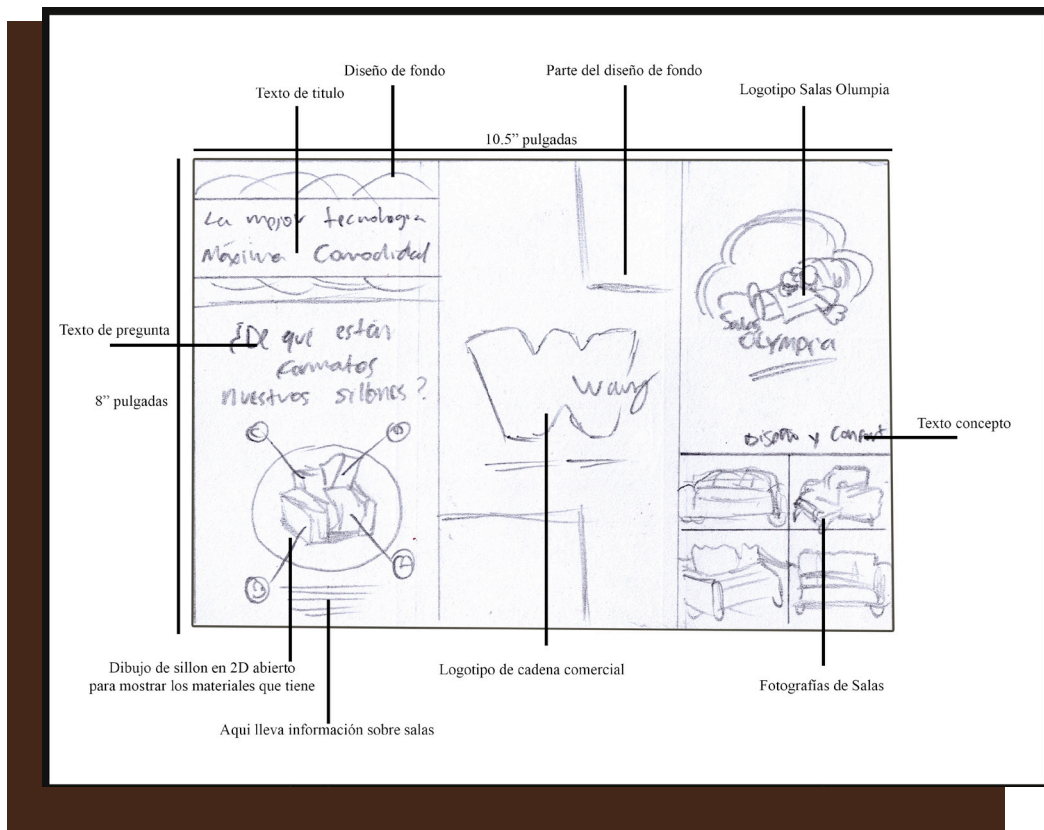 Diseño de fondo
Parte del diseño de fondo
Texto de titulo
Logotipo Salas Olumpia
10.5” pulgadas
La mejor tecnologia
Máxima Comodidad
Texto de pregunta
¿De que están
formatos
nuestros sillones?
8” pulgadas
Wang
Salas
OLYMPIA
Diseño y Confort
Texto concepto
Dibujo de sillon en 2D abierto
para mostrar los materiales que tiene
Logotipo de cadena comercial
Fotografías de Salas
Aqui lleva información sobre salas